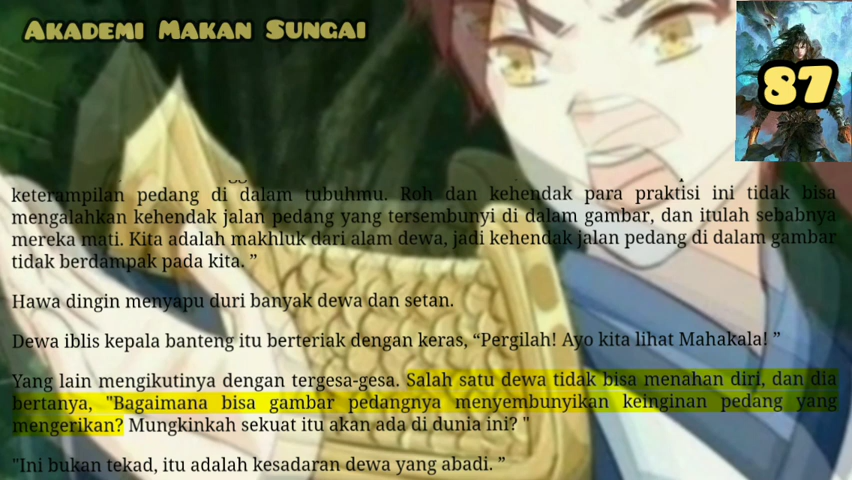 Akademi Makan Sungai
87
keterampilan pedang di dalam tubuhmu. Roh dan kehendak para praktisi ini tidak bisa
mengalahkan kehendak jalan pedang yang tersembunyi di dalam gambar, dan itulah sebabnya
mereka mati. Kita adalah makhluk dari alam dewa, jadi kehendak jalan pedang di dalam gambar
tidak berdampak pada kita. ”
Hawa dingin menyapu duri banyak dewa dan setan.
Dewa iblis kepala banteng itu berteriak dengan keras, “Pergilah! Ayo kita lihat Mahakala! ”
Yang lain mengikutinya dengan tergesa-gesa. Salah satu dewa tidak bisa menahan diri, dan dia
bertanya, "Bagaimana bisa gambar pedangnya menyembunyikan keinginan pedang yang
mengerikan? Mungkinkah sekuat itu akan ada di dunia ini? "
"Ini bukan tekad, itu adalah kesadaran dewa yang abadi. ”